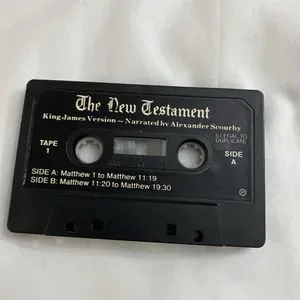 The New Testament
King James Version — Narrated by Alexander Scourby
ILLEGAL TO
DUPLICATE
TAPE
1
SIDE
A
SIDE A: Matthew 1 to Matthew 11:19
SIDE B: Matthew 11:20 to Matthew 19:30